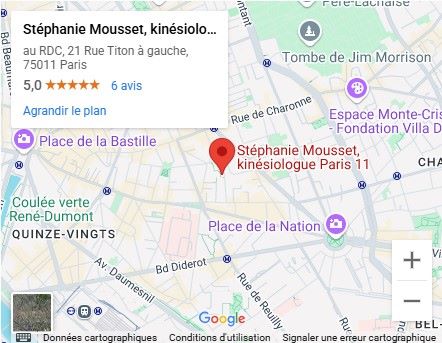 Stéphanie Mousset, kinésiolo...
au RDC, 21 Rue Titon à gauche,
75011 Paris
5,0
6 avis
Agrandir le plan
Père-Lachaise
Bd Beaumar
Tombe de Jim Morrison
Rue de Charonne
Espace Monte-Cris
- Fondation Villa D
Place de la Bastille
Stéphanie Mousset,
kinésiologue Paris 11
CHA
Coulée verte
René-Dumont
Place de la Nation
QUINZE-VINGTS
Bd Diderot
Av. Daumesnil
Rue de Reuilly
Google
Données cartographiques
Conditions d'utilisation
Signaler une erreur cartographique